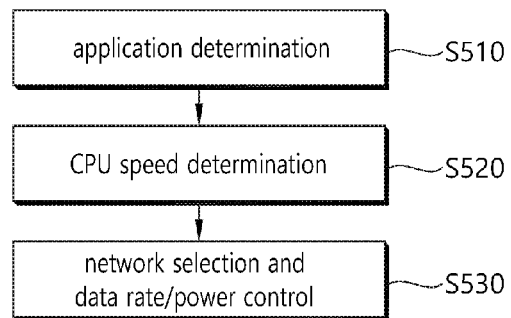 application determination
S510
CPU speed determination
S520
network selection and
data rate/power control
S530